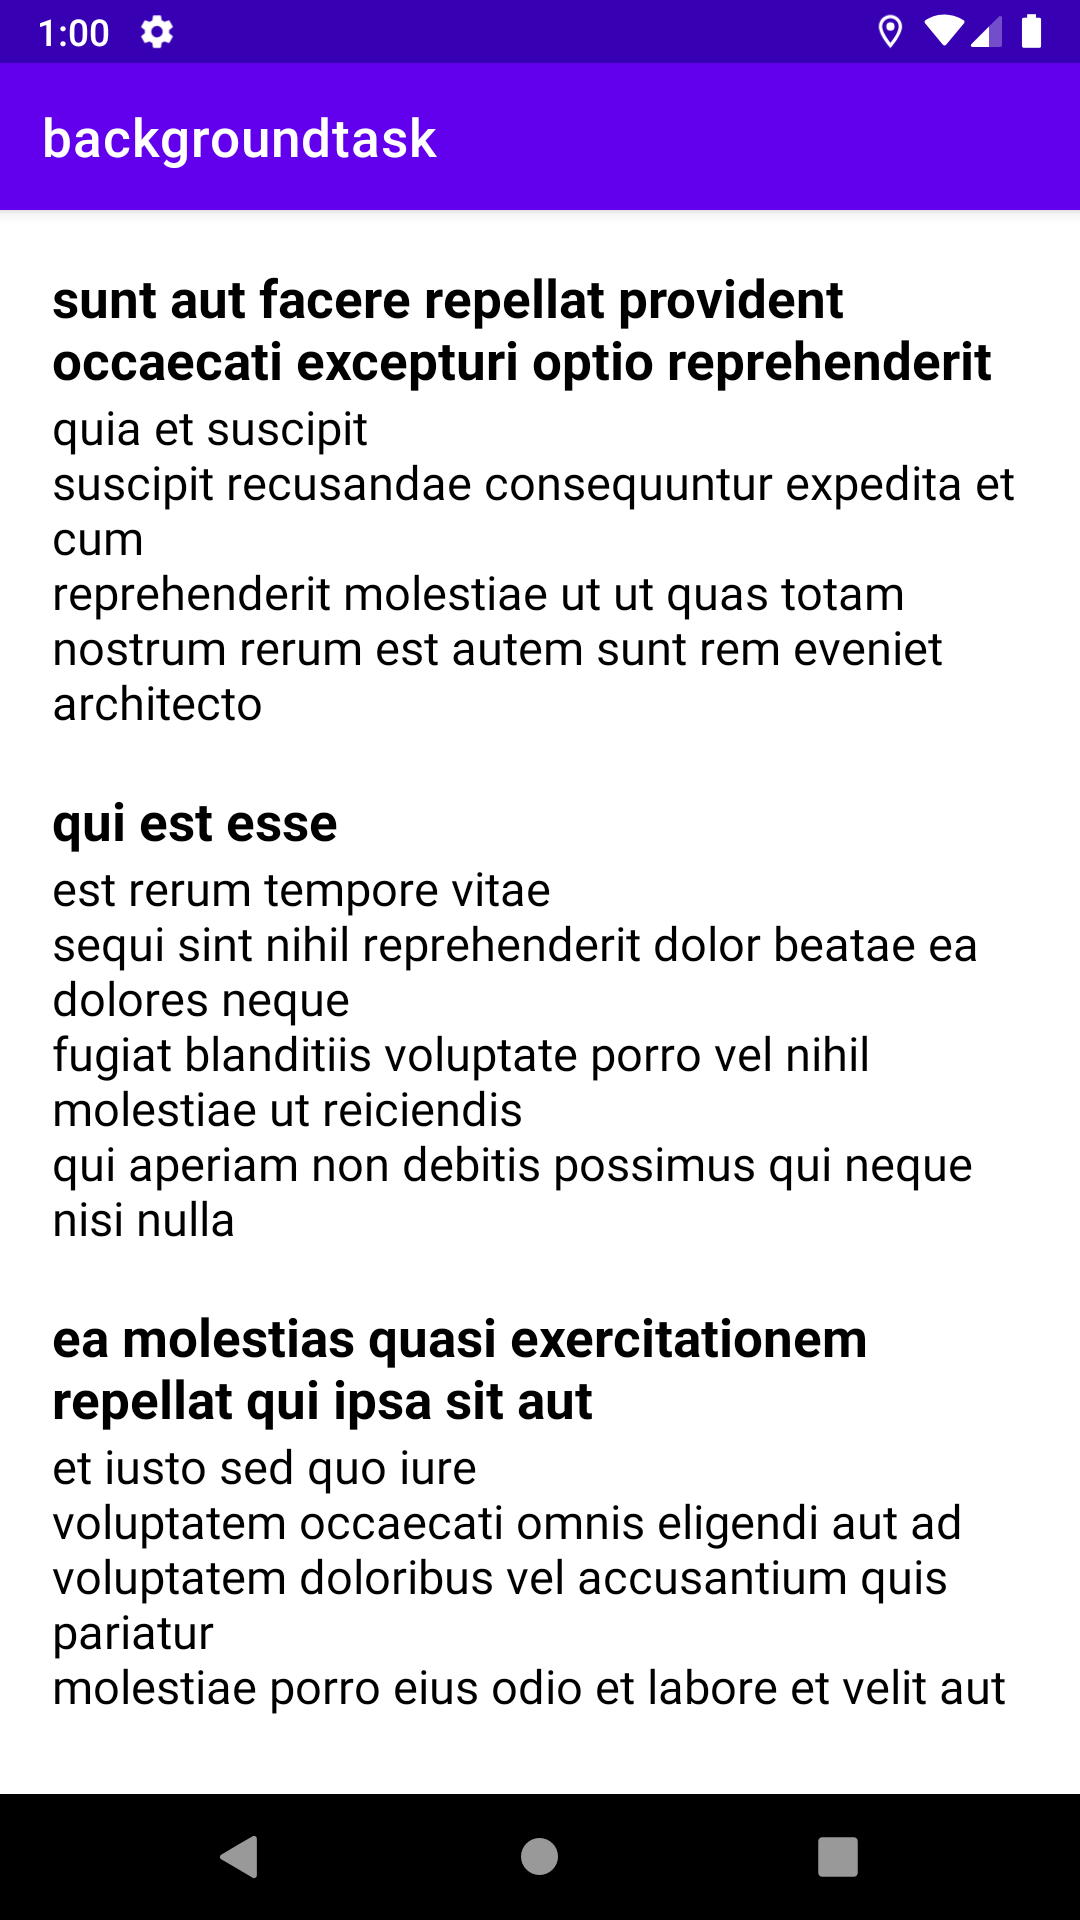 1:00
backgroundtask
sunt aut facere repellat provident
occaecati excepturi optio reprehenderit
quia et suscipit
suscipit recusandae consequuntur expedita et
cum
reprehenderit molestiae ut ut quas totam
nostrum rerum est autem sunt rem eveniet
architecto
qui est esse
est rerum tempore vitae
sequi sint nihil reprehenderit dolor beatae ea
dolores neque
fugiat blanditiis voluptate porro vel nihil
molestiae ut reiciendis
qui aperiam non debitis possimus qui neque
nisi nulla
ea molestias quasi exercitationem
repellat qui ipsa sit aut
et iusto sed quo iure
voluptatem occaecati omnis eligendi aut ad
voluptatem doloribus vel accusantium quis
pariatur
molestiae porro eius odio et labore et velit aut